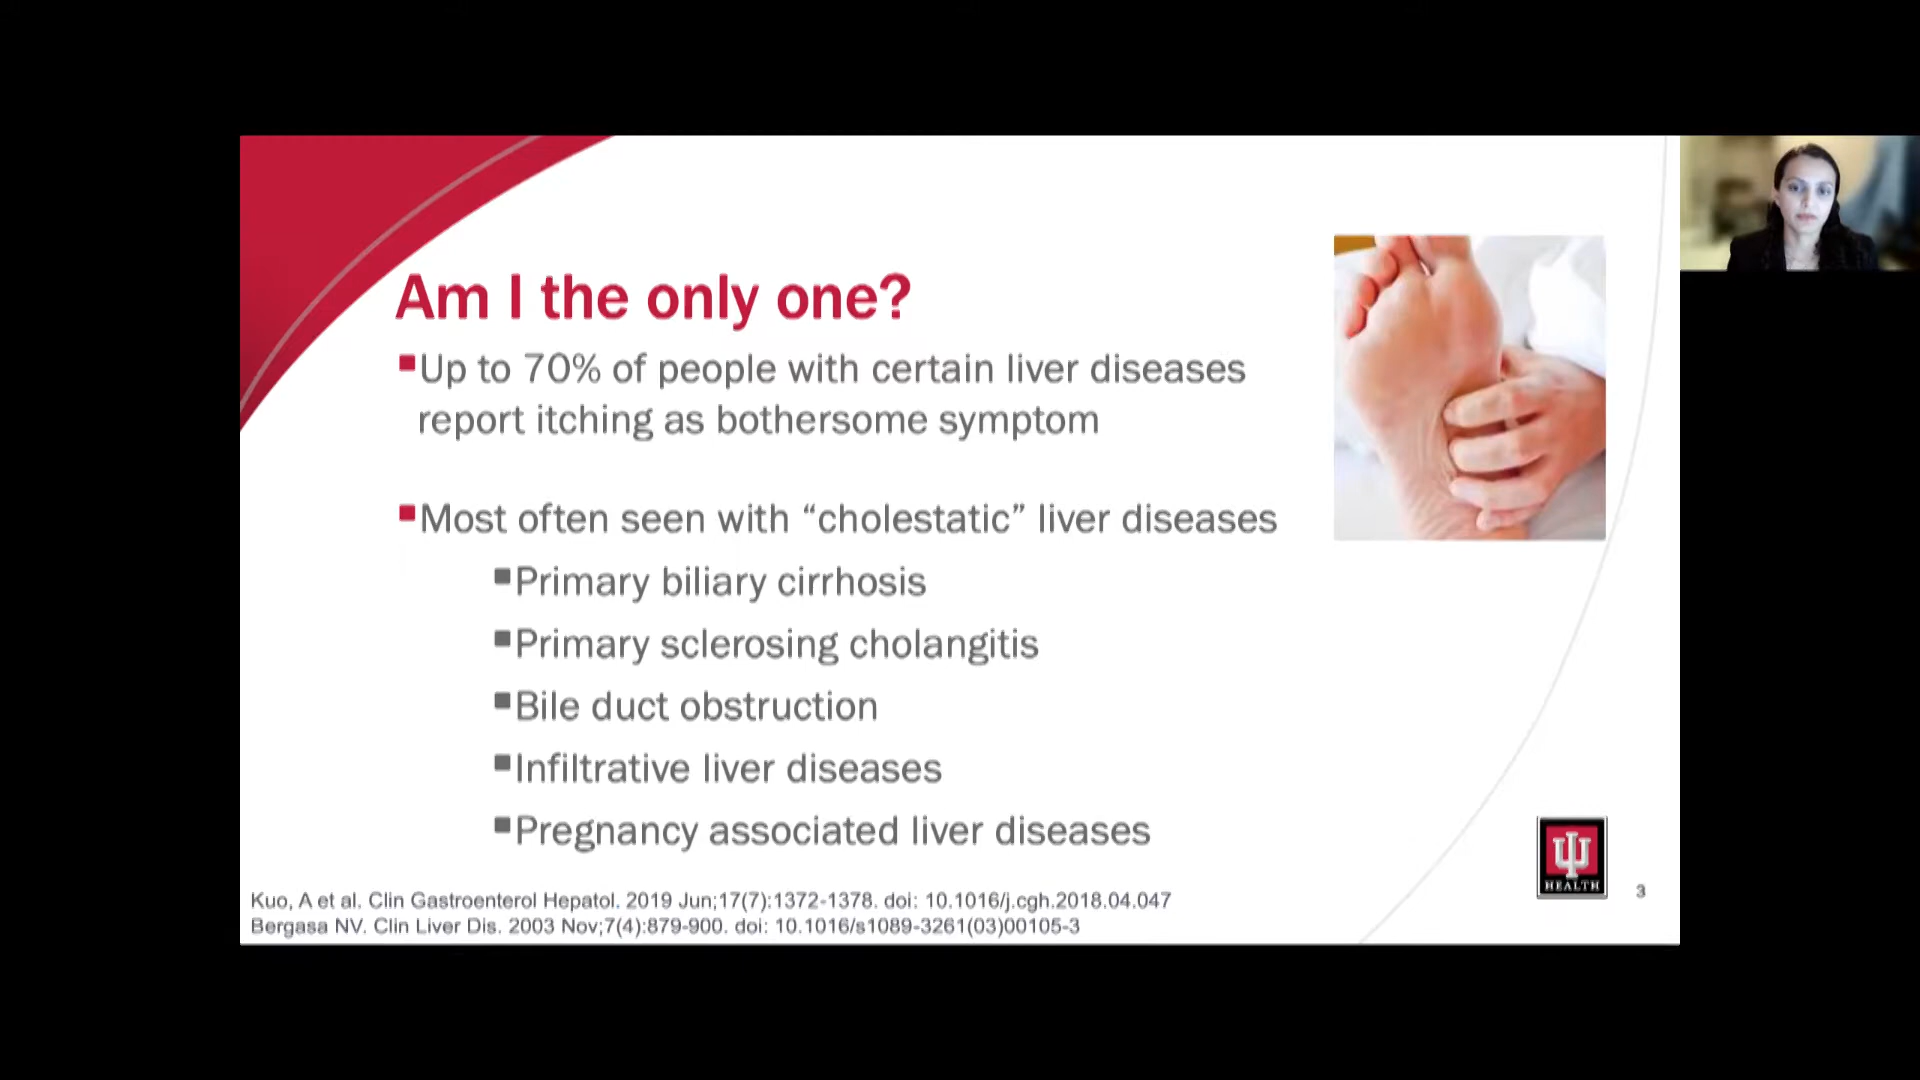 Am I the only one?
▪Up to 70% of people with certain liver diseases
report itching as bothersome symptom
▪Most often seen with “cholestatic” liver diseases
▪Primary biliary cirrhosis
▪Primary sclerosing cholangitis
▪Bile duct obstruction
▪Infiltrative liver diseases
▪Pregnancy associated liver diseases
Kuo, A et al. Clin Gastroenterol Hepatol. 2019 Jun;17(7):1372-1378. doi: 10.1016/j.cgh.2018.04.047
Bergasa NV. Clin Liver Dis. 2003 Nov;7(4):879-900. doi: 10.1016/s1089-3261(03)00105-3
IU
HEALTH
3